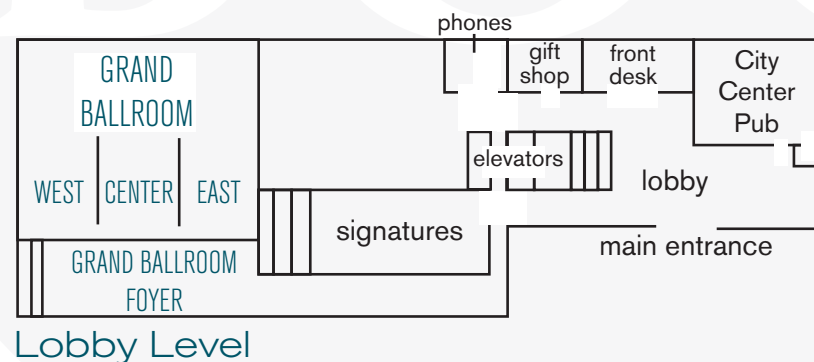 phones
GRAND
BALLROOM
gift
shop
front
desk
City
Center
Pub
elevators
WEST
CENTER
EAST
lobby
signatures
main entrance
GRAND BALLROOM
FOYER
Lobby Level